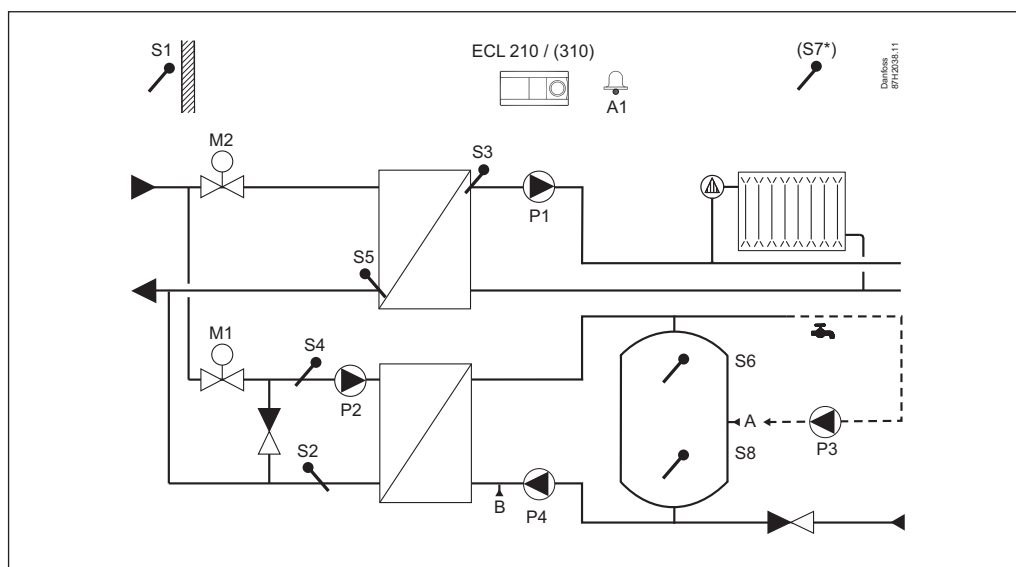 S1
ECL 210 / (310)
(S7*)
Danfoss
87H2038.11
A1
M2
S3
P1
S5
M1
S4
S6
P2
A
P3
S2
S8
B
P4